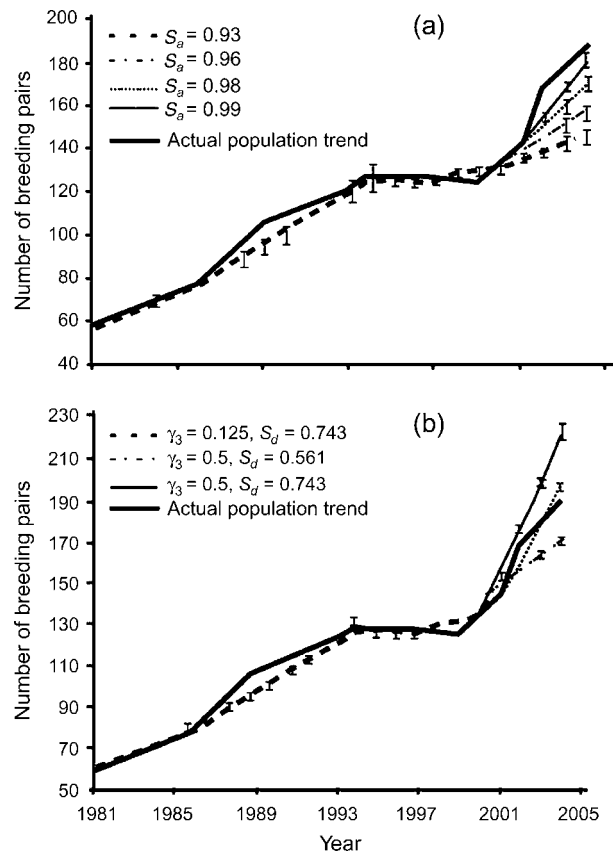 (a)
200
180
160
140
120
100
80
60
40
Number of breeding pairs
Sₐ = 0.93
Sₐ = 0.96
Sₐ = 0.98
Sₐ = 0.99
Actual population trend
(b)
230
210
190
170
150
130
110
90
70
50
Number of breeding pairs
γ₃ = 0.125, S_d = 0.743
γ₃ = 0.5, S_d = 0.561
γ₃ = 0.5, S_d = 0.743
Actual population trend
1981 1985 1989 1993 1997 2001 2005
Year